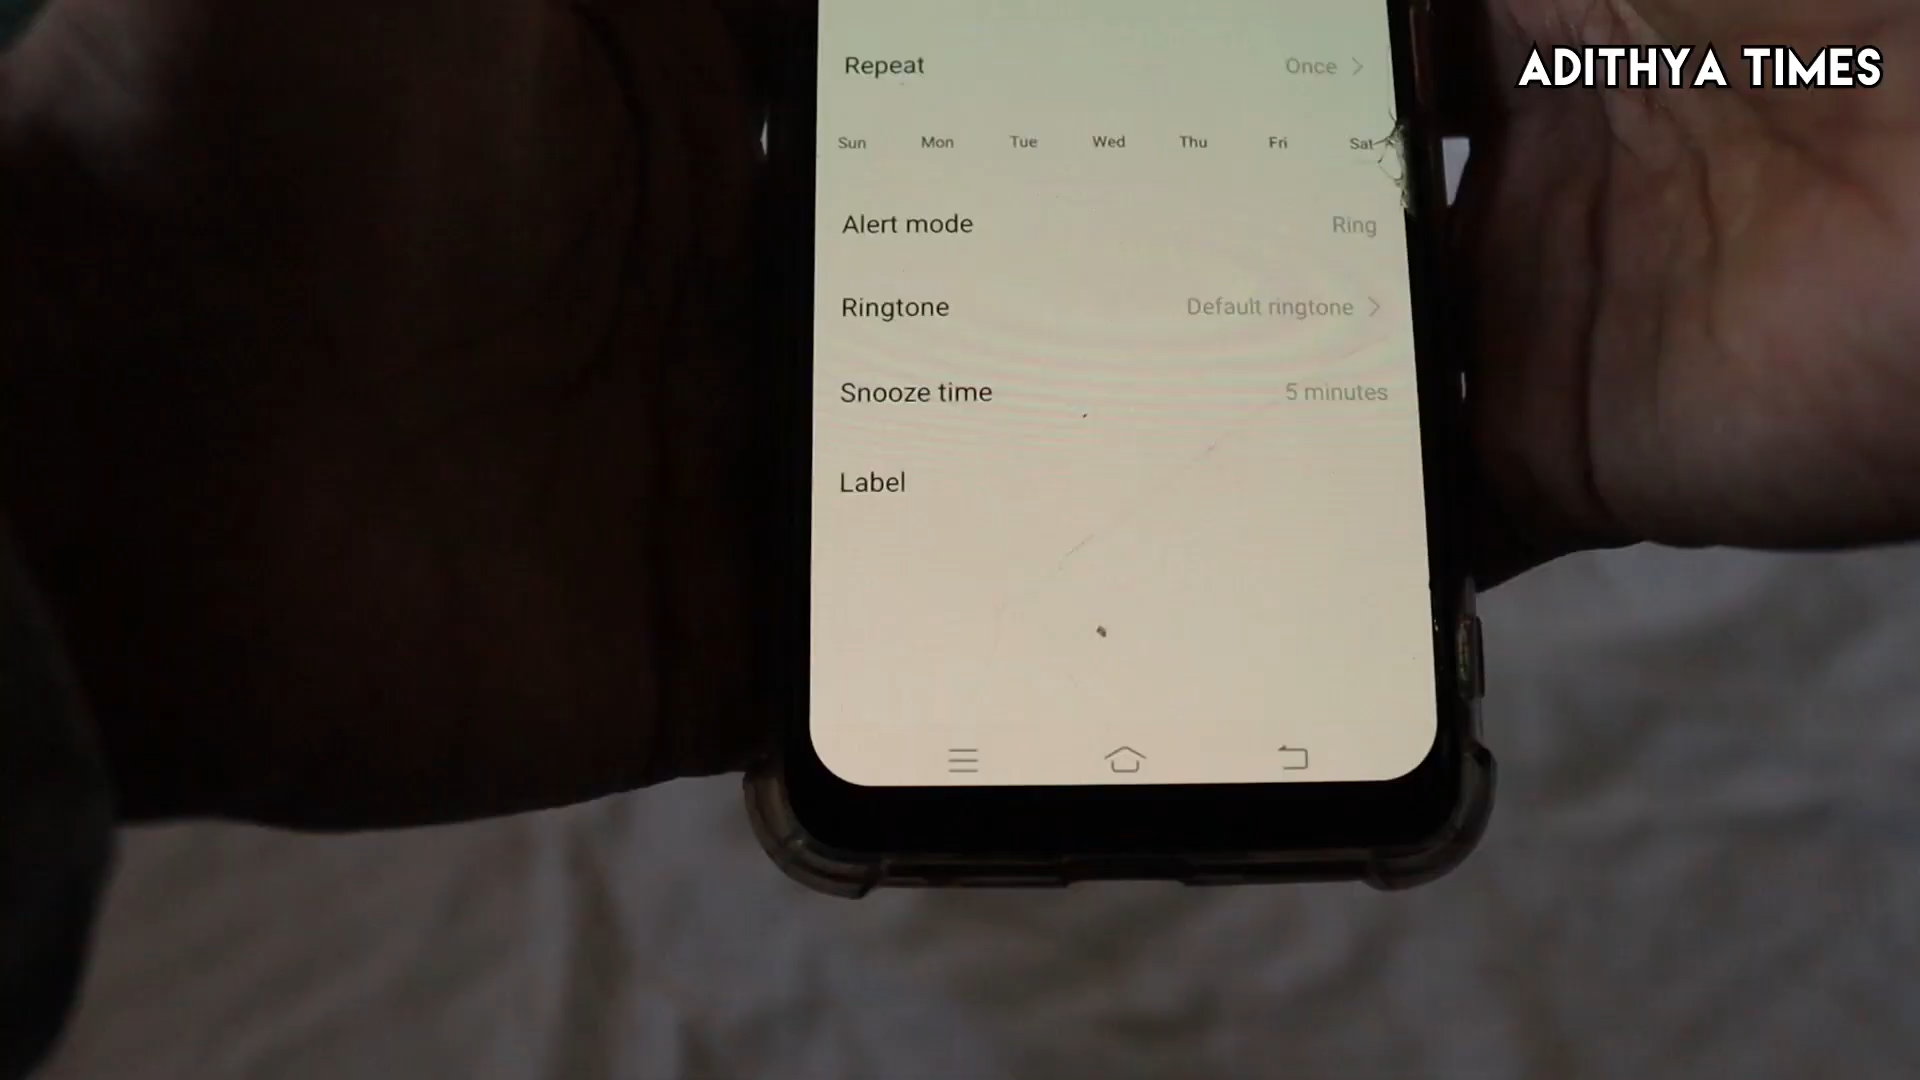 ADITHYA TIMES
Repeat Once
Sun Mon Tue Wed Thu Fri Sat
Alert mode Ring
Ringtone Default ringtone
Snooze time 5 minutes
Label